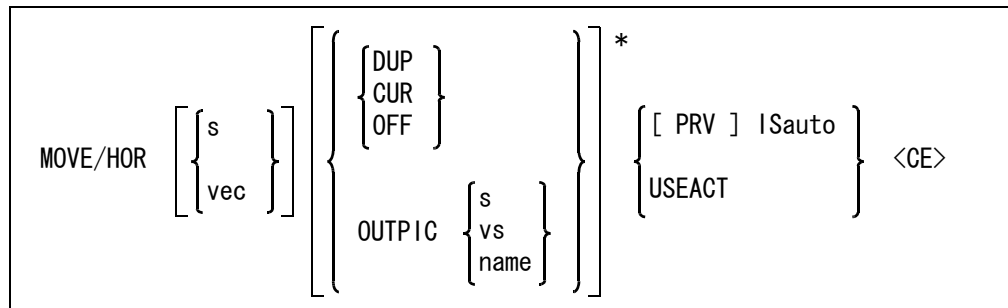 *
DUP
CUR
OFF
MOVE/HOR [ { s
vec } ]
[ PRV ] ISauto
USEACT
<CE>
OUTPIC { s
vs
name }